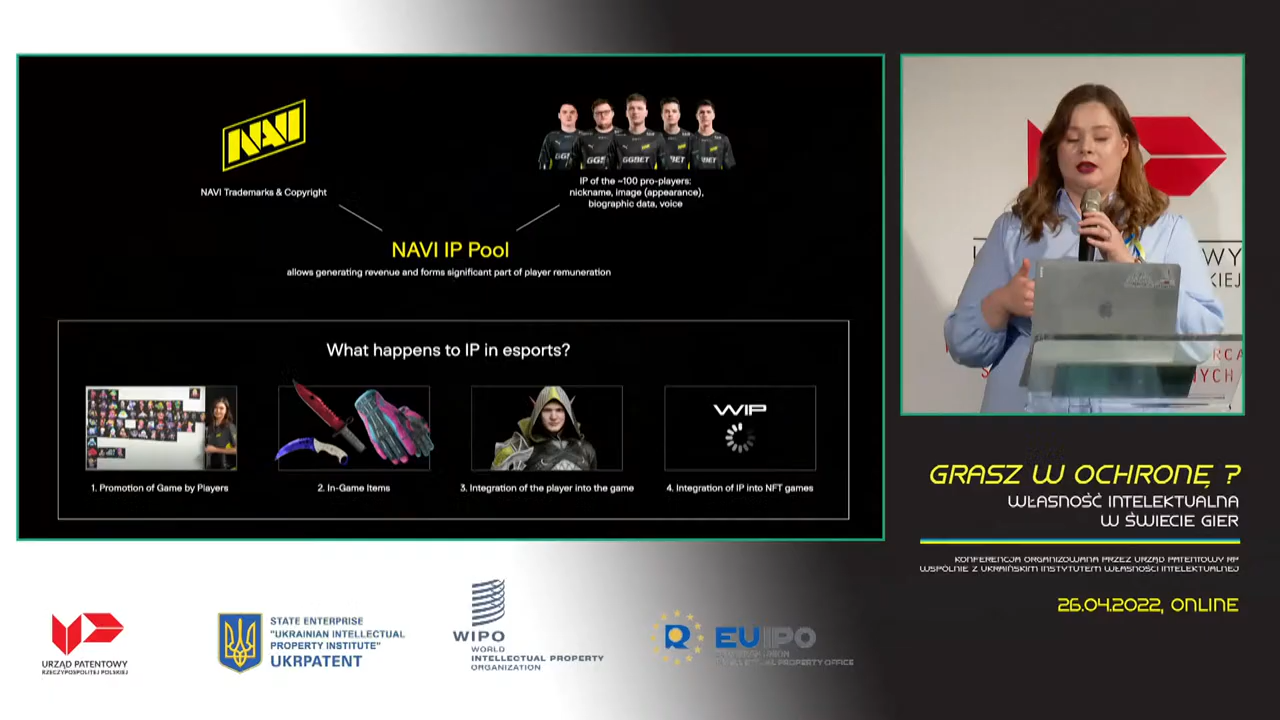 NAVI
NAVI Trademarks & Copyright
GGBET
IP of the ~100 pro-players:
nickname, image (appearance),
biographic data, voice
NAVI IP Pool
allows generating revenue and forms significant part of player remuneration
What happens to IP in esports?
WIP
1. Promotion of Game by Players
2. In-Game Items
3. Integration of the player into the game
4. Integration of IP into NFT games
GRASZ W OCHRONĘ ?
WŁASNOŚĆ INTELEKTUALNA
W ŚWIECIE GIER
KONFERENCJA ORGANIZOWANA PRZEZ URZĄD PATENTOWY RP
WSPÓLNIE Z UKRAIŃSKIM INSTYTUTEM WŁASNOŚCI INTELEKTUALNEJ
26.04.2022, ONLINE
URZĄD PATENTOWY
RZECZYPOSPOLITEJ POLSKIEJ
STATE ENTERPRISE
"UKRAINIAN INTELLECTUAL
PROPERTY INSTITUTE"
UKRPATENT
WIPO
WORLD
INTELLECTUAL PROPERTY
ORGANIZATION
EUIPO
PROPERTY OFFICE